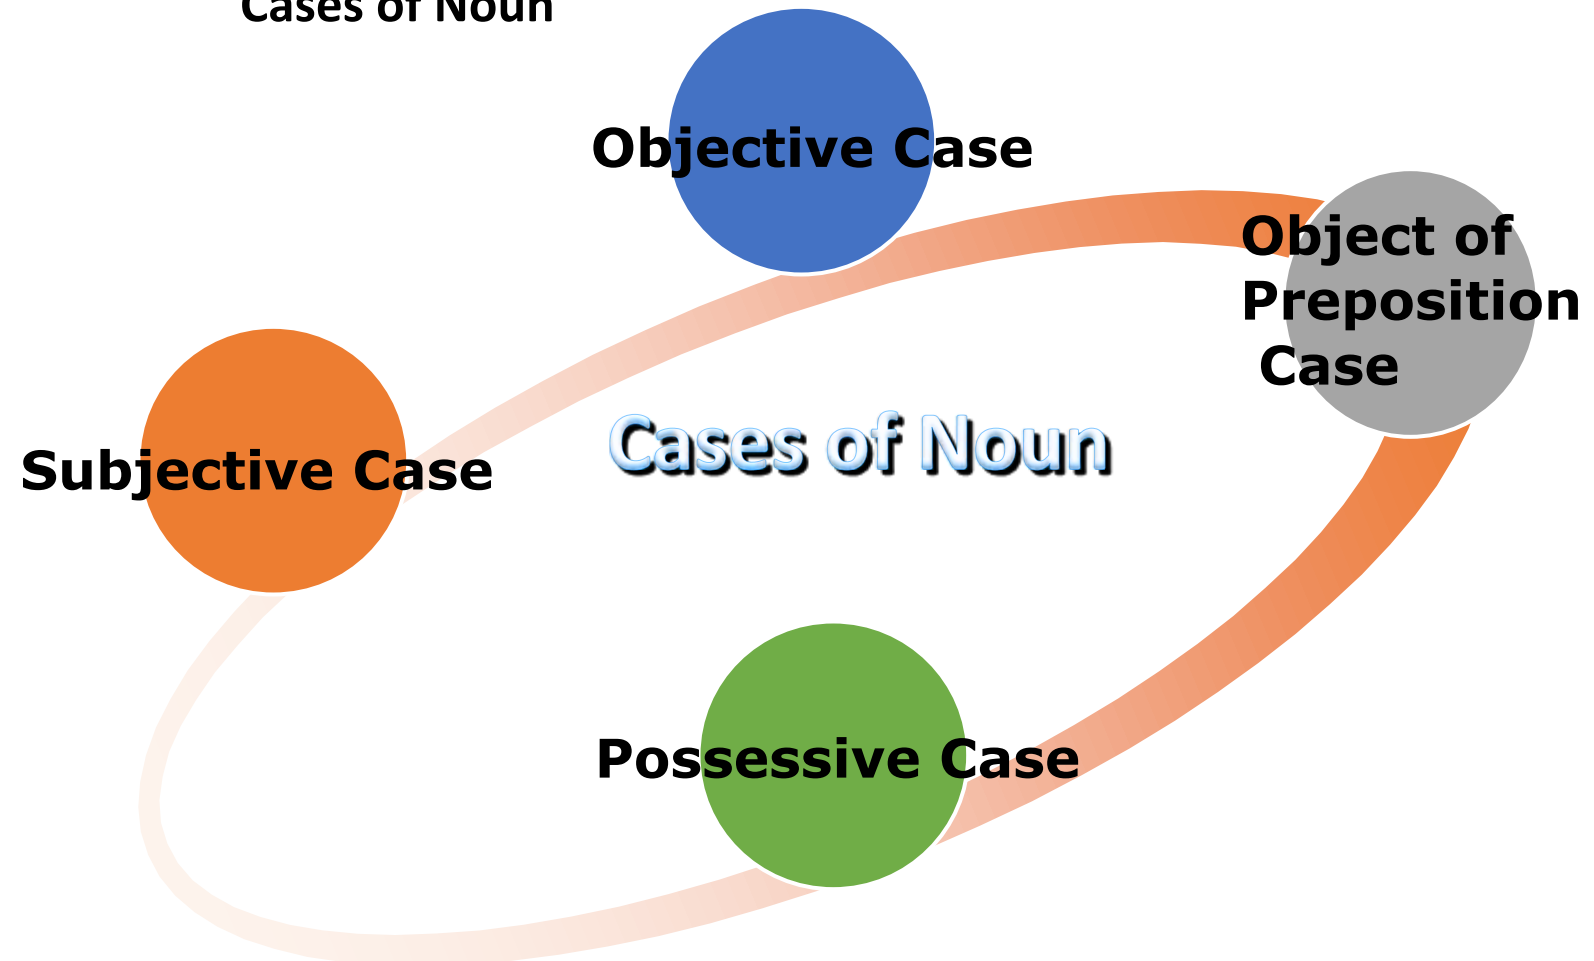 Cases of Noun
Objective Case
Object of
Preposition
Case
Cases of Noun
Subjective Case
Possessive Case